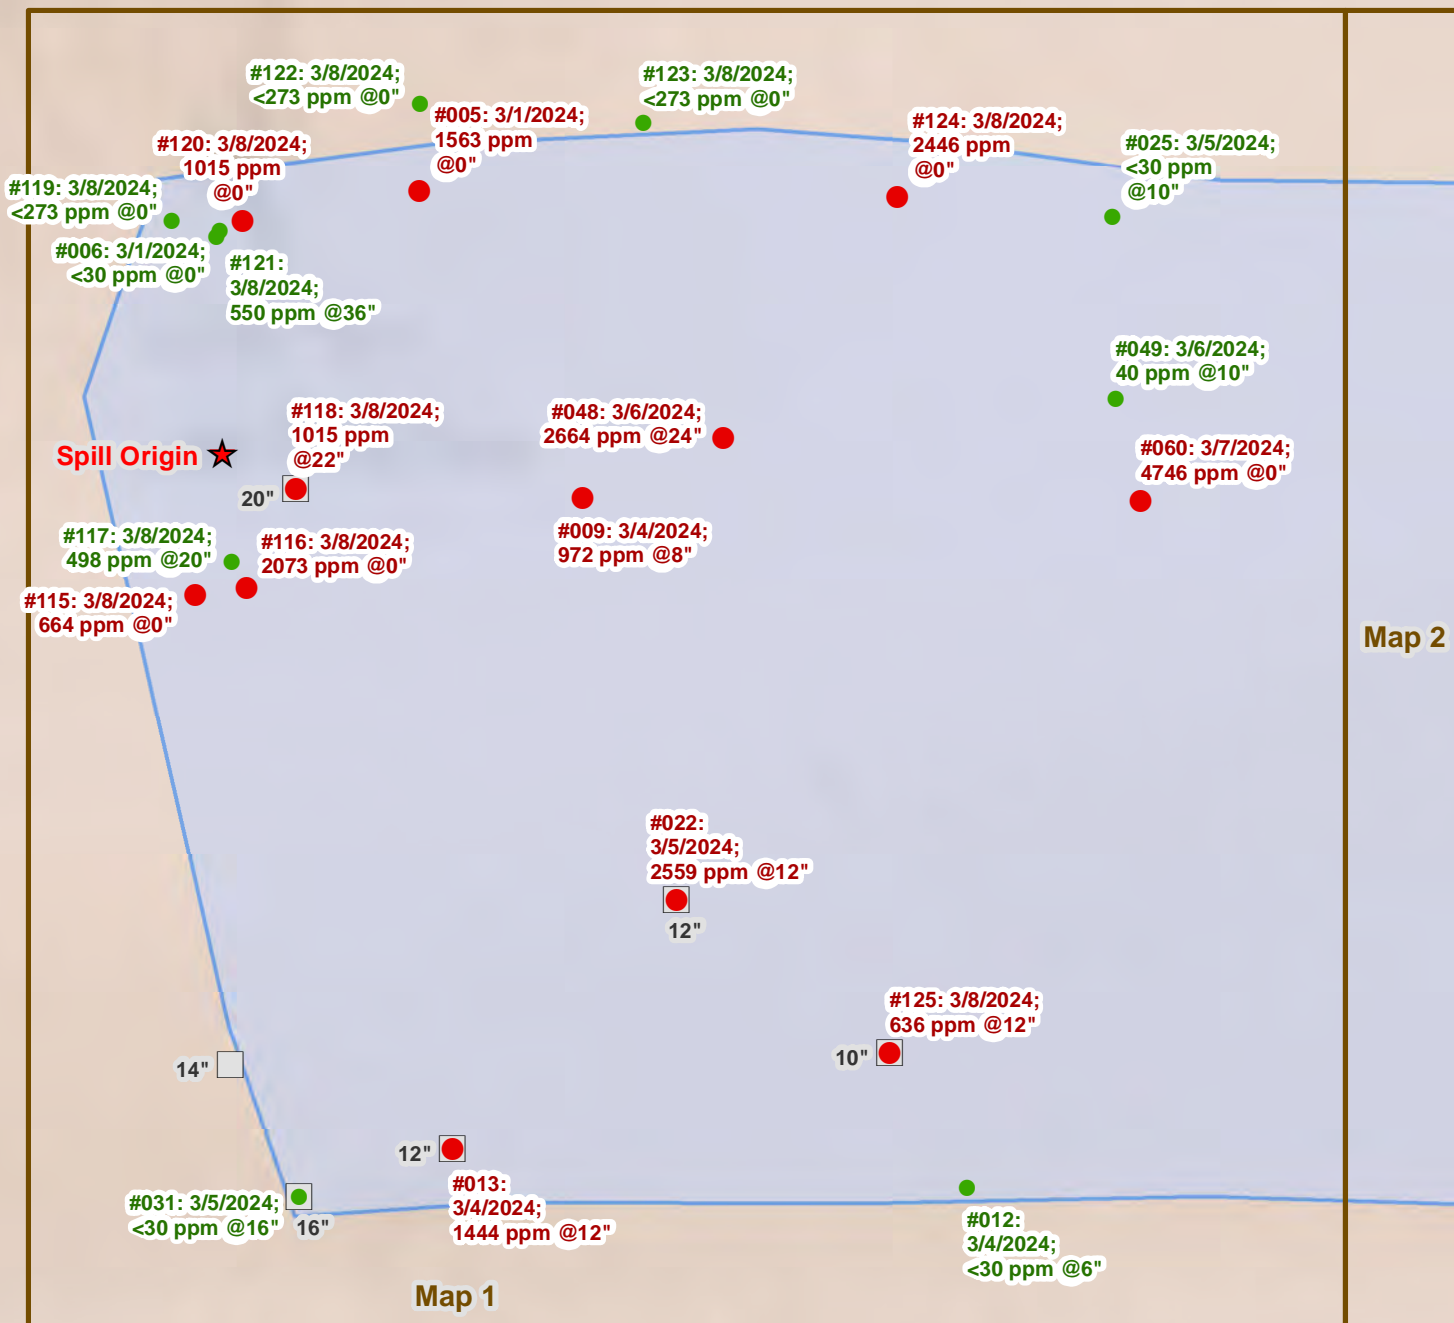 #122: 3/8/2024;
<273 ppm @0"
#123: 3/8/2024;
<273 ppm @0"
#005: 3/1/2024;
1563 ppm
@0"
#124: 3/8/2024;
2446 ppm
@0"
#120: 3/8/2024;
1015 ppm
@0"
#025: 3/5/2024;
<30 ppm
@10"
#119: 3/8/2024;
<273 ppm @0"
#006: 3/1/2024;
<30 ppm @0"
#121:
3/8/2024;
550 ppm @36"
#049: 3/6/2024;
40 ppm @10"
#118: 3/8/2024;
1015 ppm
@22"
#048: 3/6/2024;
2664 ppm @24"
Spill Origin
#060: 3/7/2024;
4746 ppm @0"
20"
#009: 3/4/2024;
972 ppm @8"
#117: 3/8/2024;
498 ppm @20"
#116: 3/8/2024;
2073 ppm @0"
#115: 3/8/2024;
664 ppm @0"
Map 2
#022:
3/5/2024;
2559 ppm @12"
12"
#125: 3/8/2024;
636 ppm @12"
10"
14"
12"
#013:
3/4/2024;
1444 ppm @12"
#031: 3/5/2024;
<30 ppm @16"
16"
#012:
3/4/2024;
<30 ppm @6"
Map 1